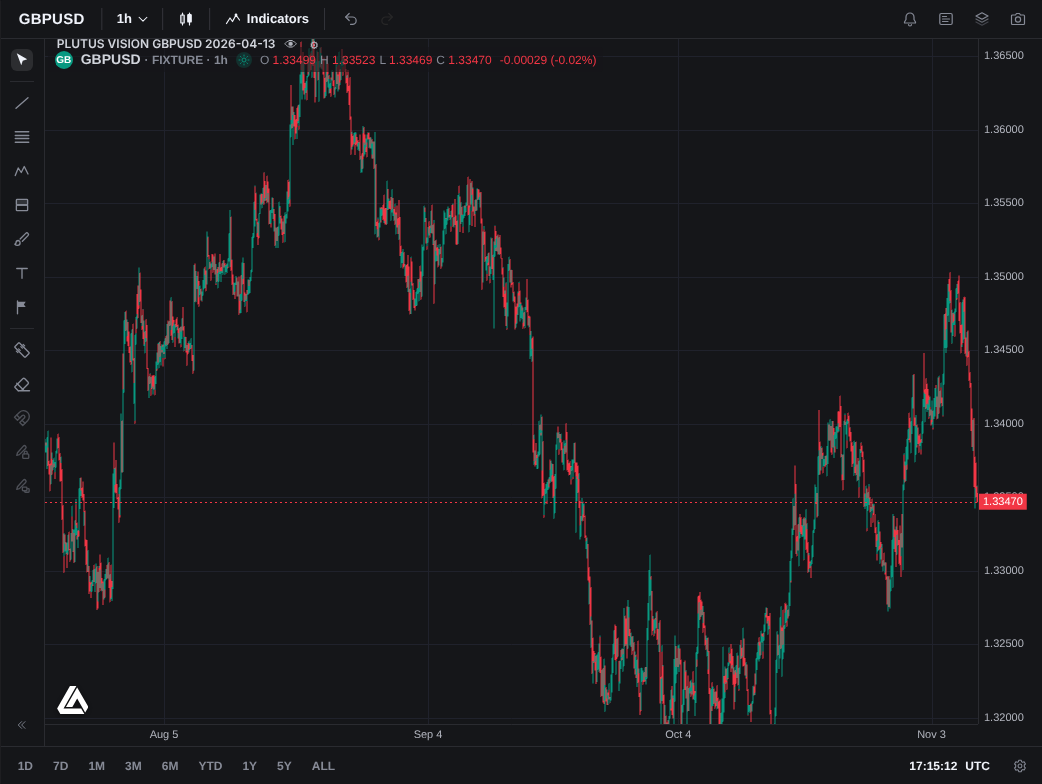 GBPUSD 1h Indicators
PLUTUS VISION GBPUSD 2026-04-13
GB GBPUSD · FIXTURE · 1h O 1.33499 H 1.33523 L 1.33469 C 1.33470 -0.00029 (-0.02%)
1.36500
1.36000
1.35500
1.35000
1.34500
1.34000
1.33470
1.33000
1.32500
1.32000
Aug 5 Sep 4 Oct 4 Nov 3
1D 7D 1M 3M 6M YTD 1Y 5Y ALL 17:15:12 UTC